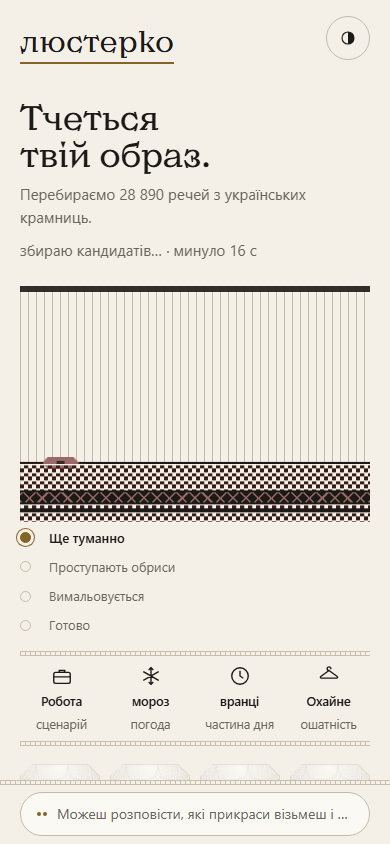 люстерко
Тчеться
твій образ.
Перебираємо 28 890 речей з українських
крамниць.
збираю кандидатів... · минуло 16 с
Ще туманно
Проступають обриси
Вимальовується
Готово
Робота мороз вранці Охайне
сценарій погода частина дня ошатність
Можеш розповісти, які прикраси візьмеш і ...